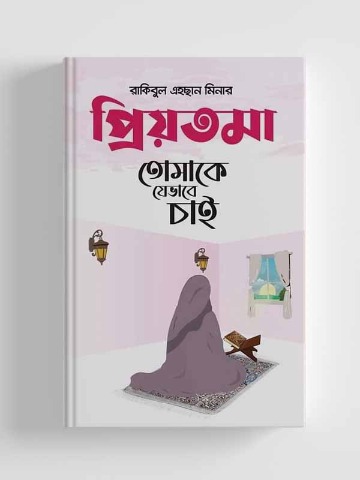 রাকিবুল এহছান মিনার
প্রিয়তমা
তোমাকে
যেভাবে
চাই